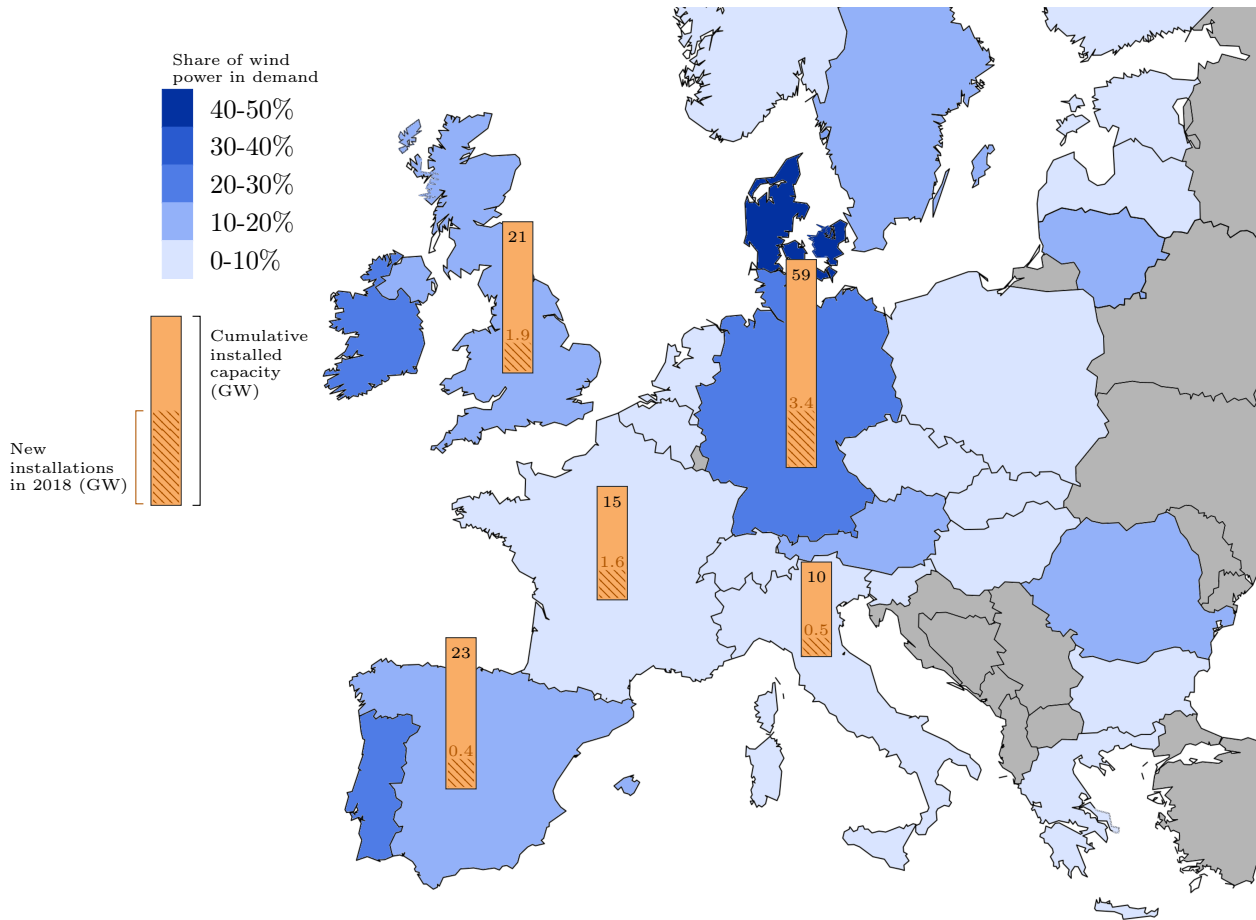 Share of wind
power in demand
40-50%
30-40%
20-30%
10-20%
0-10%
Cumulative
installed
capacity
(GW)
New
installations
in 2018 (GW)
21
1.9
59
3.4
15
1.6
10
0.5
23
0.4